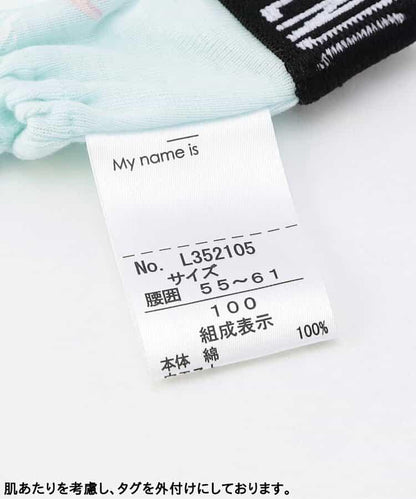 My name is
No. L352105
サイズ
腰囲 55～61
100
組成表示
本体 綿 100%
肌あたりを考慮し、タグを外付けにしております。